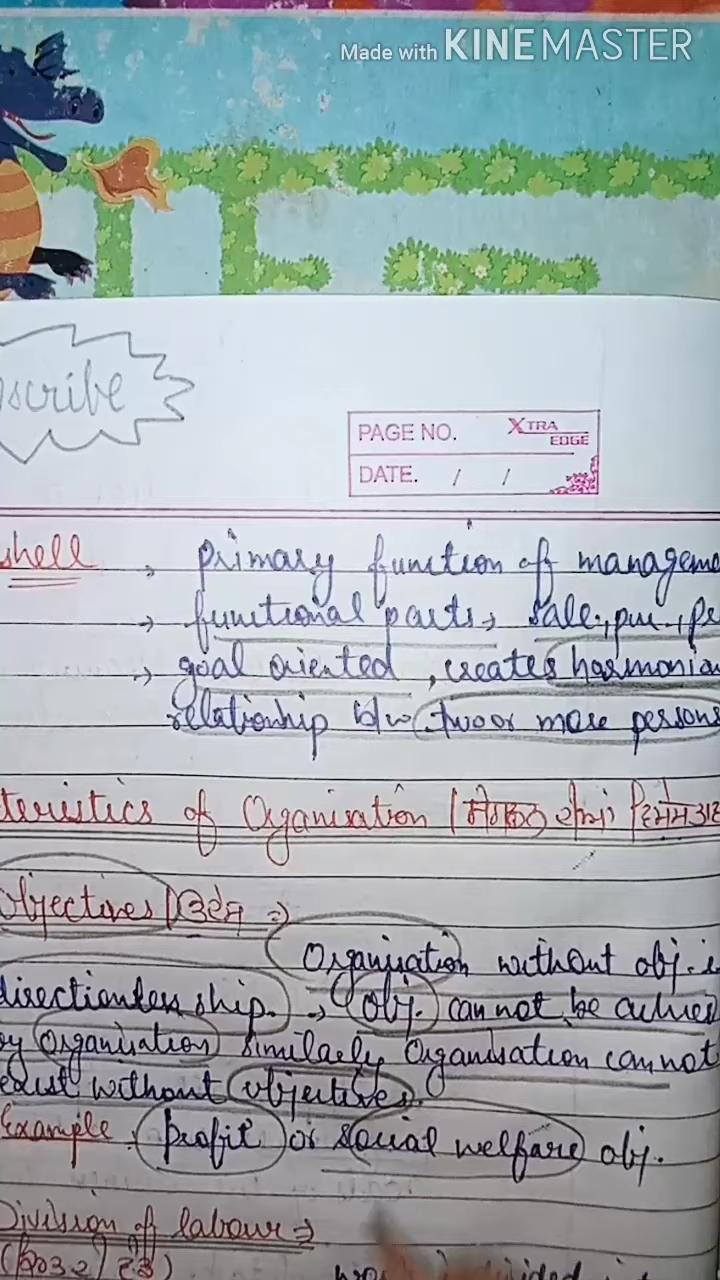 Made with KINEMASTER
scribe
PAGE NO. XTRA EDGE
DATE. / /
shell → primary function of manageme
→ functional parts, sale, pur., pe
→ goal oriented, creates harmonia
relationship b/w two or more persons
teristics of Organisation (
Objectives | ⇒
Organisation without obj. i
directionless ship. → Obj. can not be achieve
by Organisation similarly Organisation cannot
exist without objectives.
Example, profit or social welfare obj.
Division of labour ⇒